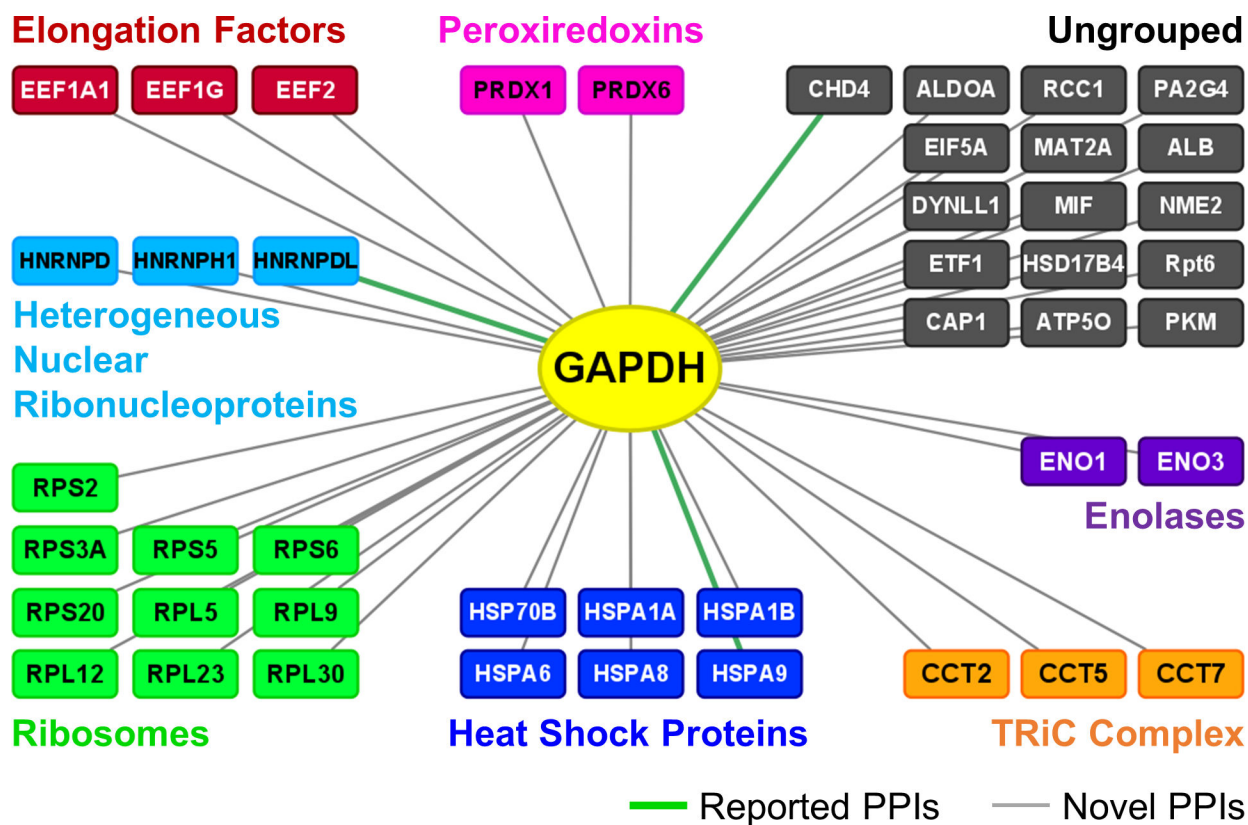 Elongation Factors
Peroxiredoxins
Ungrouped
EEF1A1 EEF1G EEF2
PRDX1 PRDX6
CHD4 ALDOA RCC1 PA2G4
EIF5A MAT2A ALB
DYNLL1 MIF NME2
ETF1 HSD17B4 Rpt6
CAP1 ATP5O PKM
HNRNPD HNRNPH1 HNRNPDL
Heterogeneous
Nuclear
Ribonucleoproteins
GAPDH
ENO1 ENO3
Enolases
RPS2
RPS3A RPS5 RPS6
RPS20 RPL5 RPL9
RPL12 RPL23 RPL30
Ribosomes
HSP70B HSPA1A HSPA1B
HSPA6 HSPA8 HSPA9
Heat Shock Proteins
CCT2 CCT5 CCT7
TRiC Complex
Reported PPIs
Novel PPIs